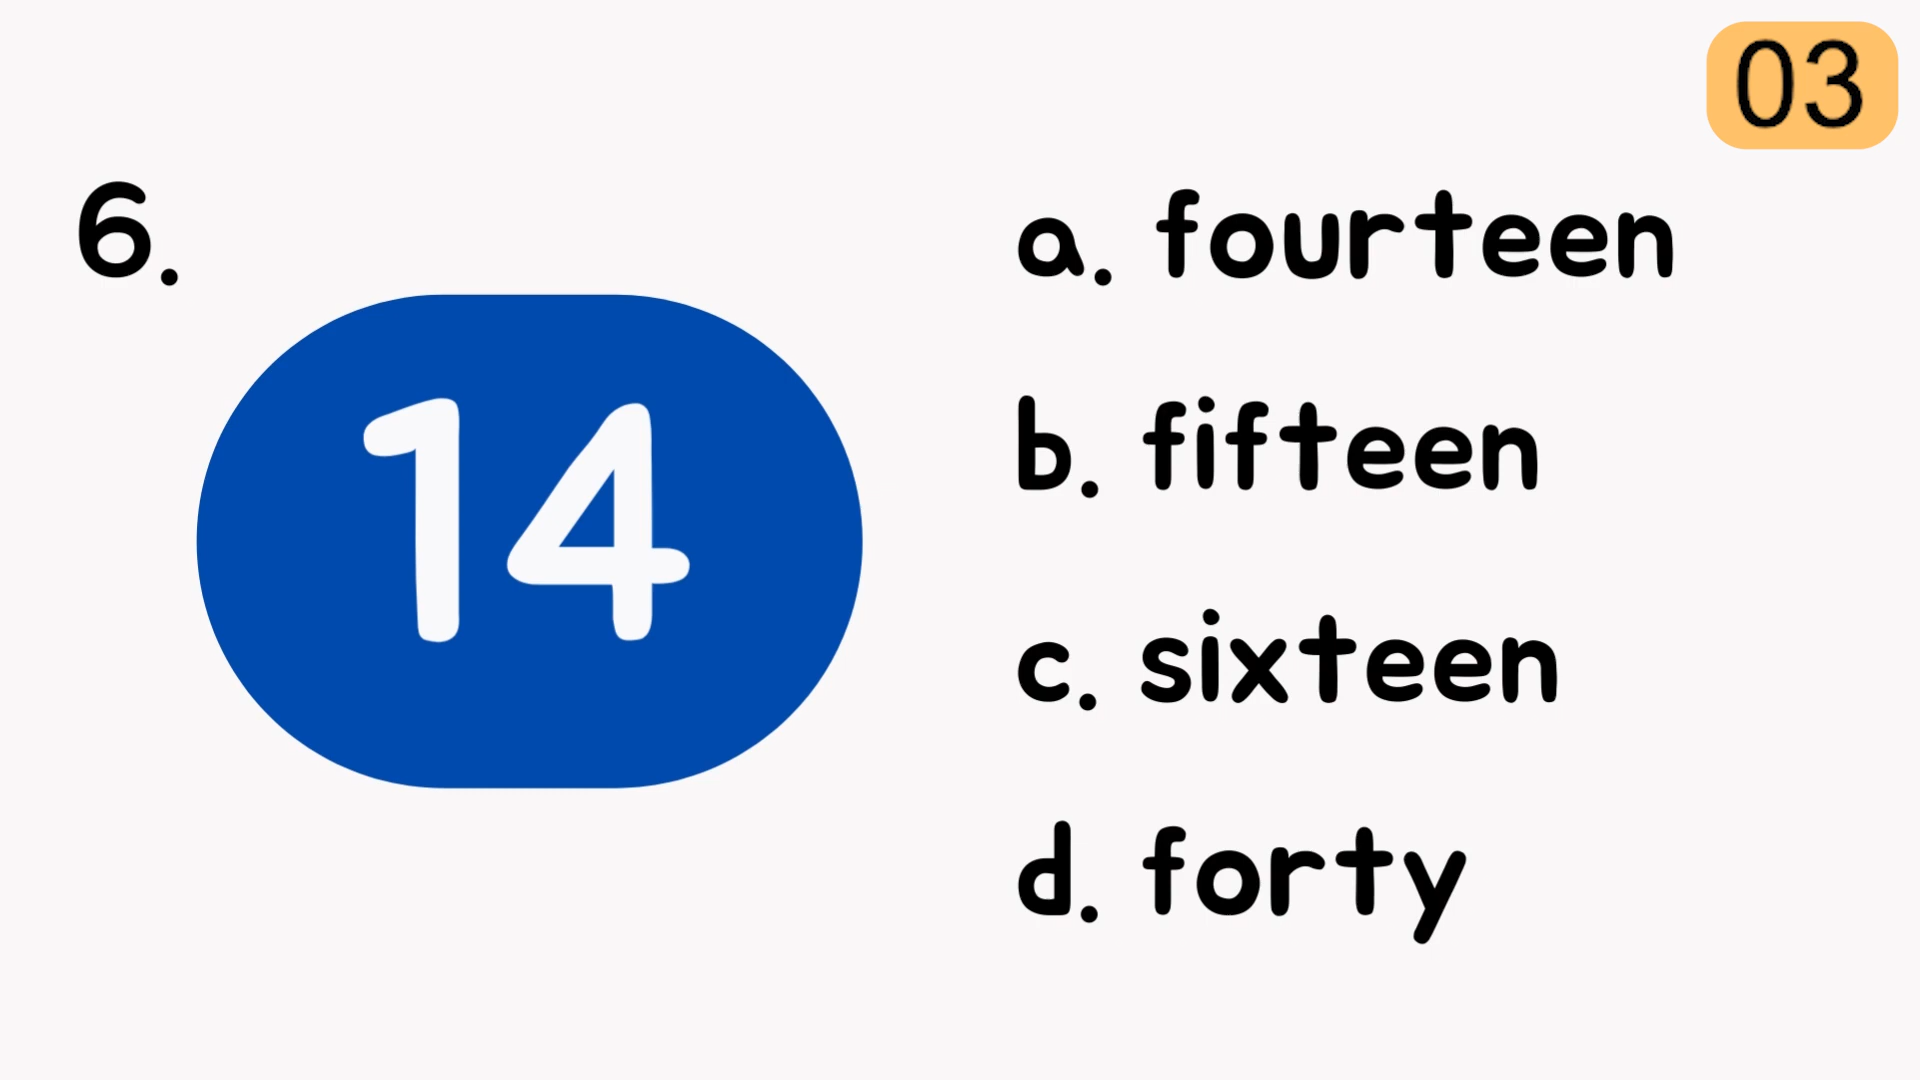 03
6.
14
a. fourteen
b. fifteen
c. sixteen
d. forty